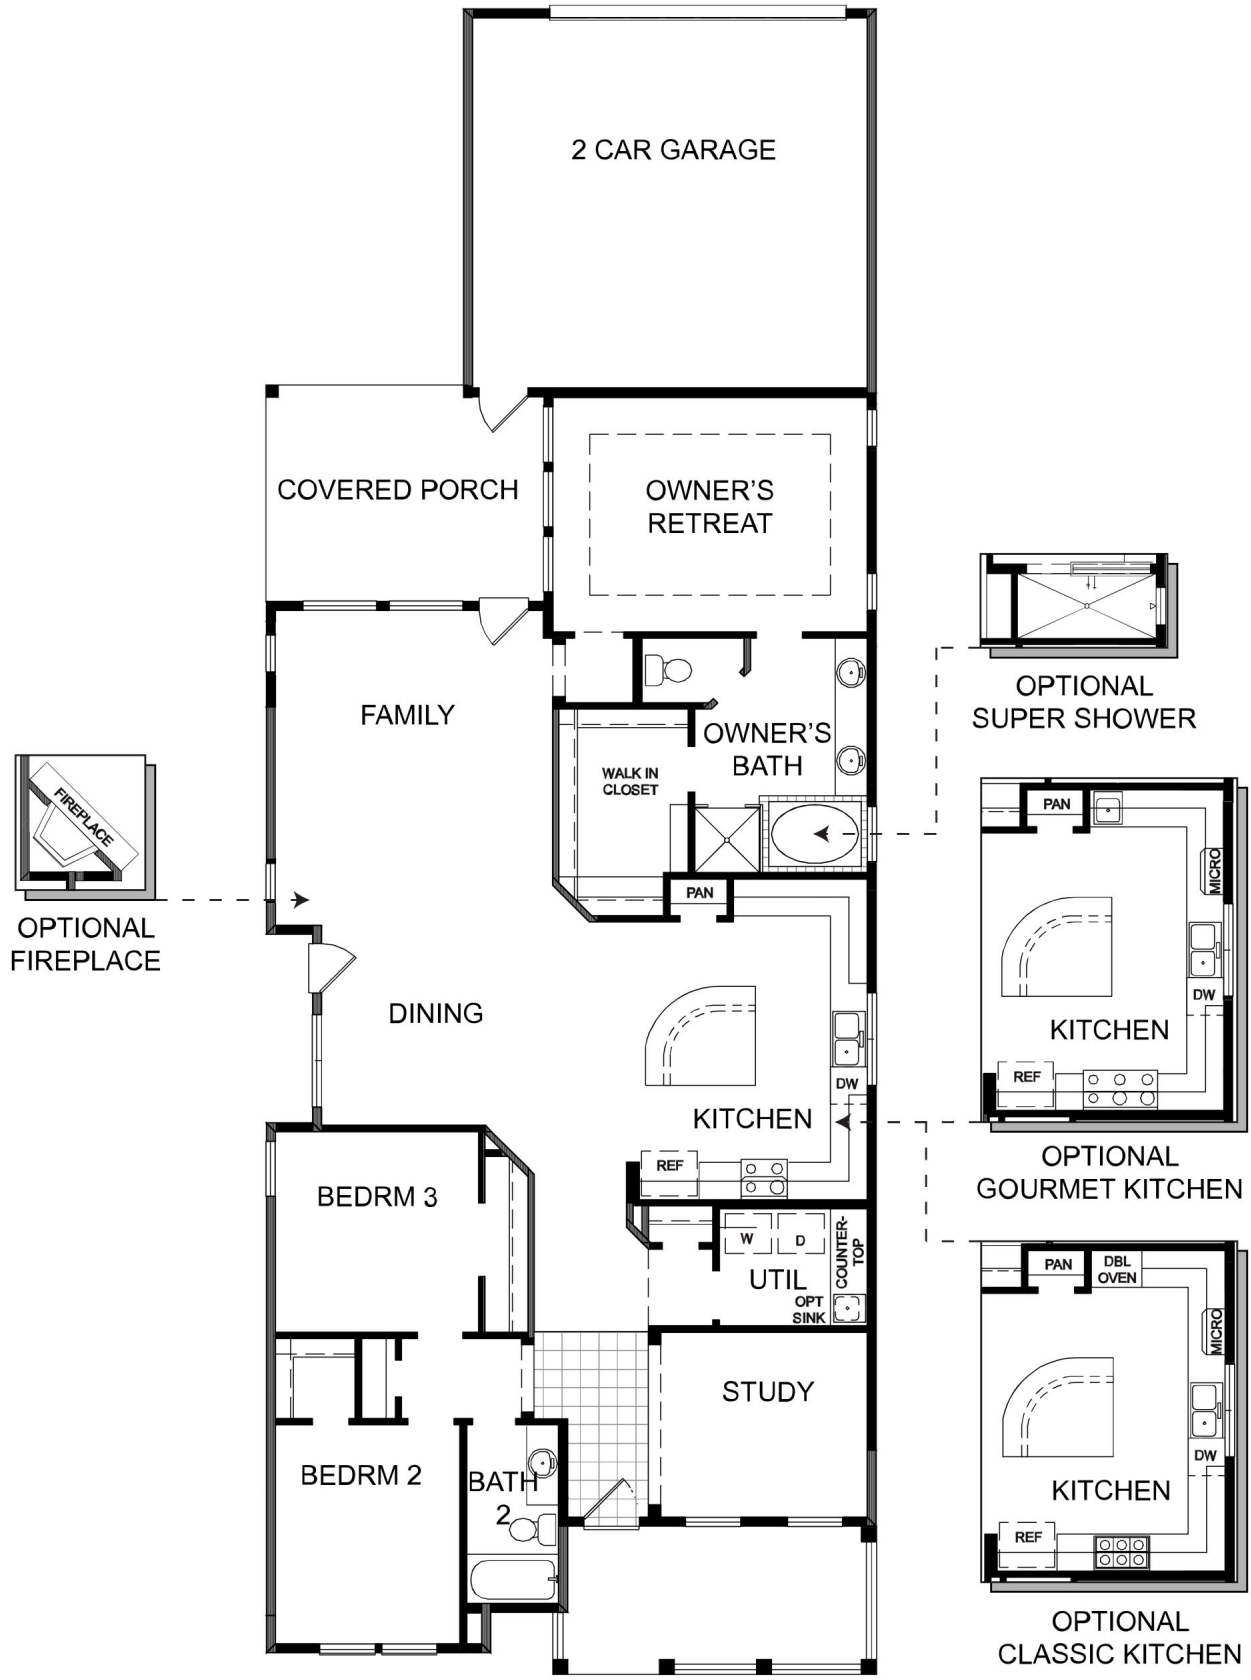 2 CAR GARAGE
COVERED PORCH
OWNER'S
RETREAT
FAMILY
OWNER'S
BATH
WALK IN
CLOSET
PAN
DINING
KITCHEN
DW
REF
BEDRM 3
W
D
COUNTER-
TOP
UTIL
OPT
SINK
STUDY
BEDRM 2
BATH
2
FIREPLACE
OPTIONAL
FIREPLACE
OPTIONAL
SUPER SHOWER
PAN
MICRO
DW
KITCHEN
REF
OPTIONAL
GOURMET KITCHEN
PAN
DBL
OVEN
MICRO
DW
KITCHEN
REF
OPTIONAL
CLASSIC KITCHEN